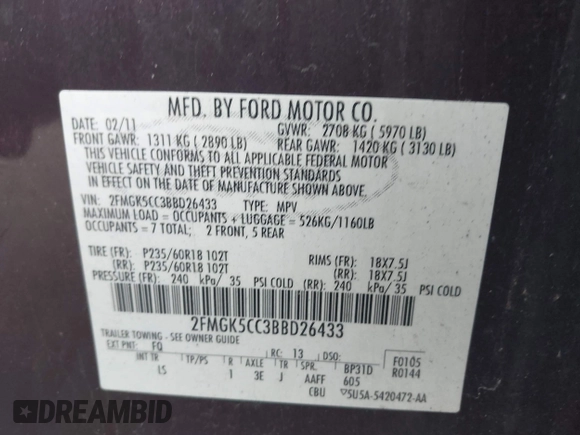 MFD. BY FORD MOTOR CO.
DATE: 02/11 GVWR: 2708 KG ( 5970 LB)
FRONT GAWR: 1311 KG ( 2890 LB) REAR GAWR: 1420 KG ( 3130 LB)
THIS VEHICLE CONFORMS TO ALL APPLICABLE FEDERAL MOTOR
VEHICLE SAFETY AND THEFT PREVENTION STANDARDS
IN EFFECT ON THE DATE OF MANUFACTURE SHOWN ABOVE.
VIN: 2FMGK5CC3BBD26433 TYPE: MPV
MAXIMUM LOAD = OCCUPANTS + LUGGAGE = 526KG/1160LB
OCCUPANTS = 7 TOTAL; 2 FRONT, 5 REAR
TIRE (FR): P235/60R18 102T RIMS (FR): 18X7.5J
(RR): P235/60R18 102T (RR): 18X7.5J
PRESSURE (FR): 240 kPa/ 35 PSI COLD (RR): 240 kPa/ 35 PSI COLD
2FMGK5CC3BBD26433
TRAILER TOWING - SEE OWNER GUIDE
EXT PNT: FQ RC: 13 DSO: F0105
INT TR TP/PS R AXLE TR SPR. BP31D R0144
LS 1 3E J AAFF 605
CBU 5U5A-5420472-AA
DREAMBID